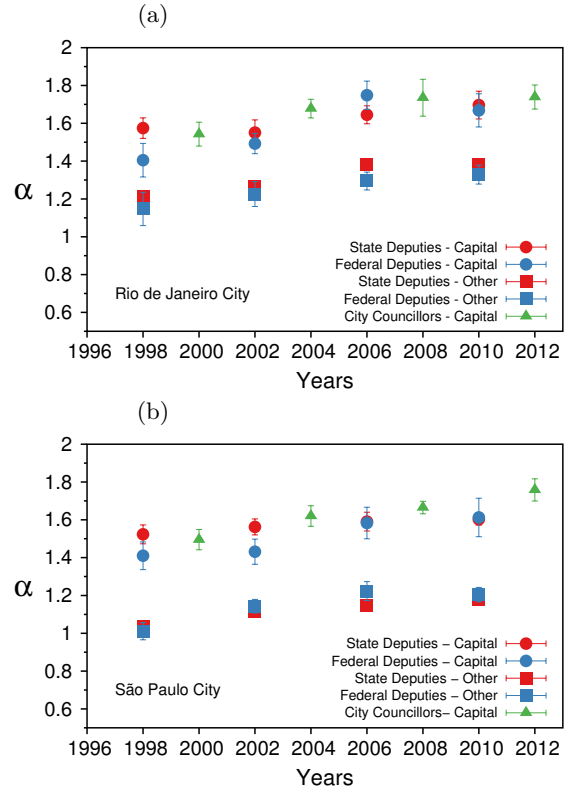 (a)
2
1.8
1.6
1.4
1.2
1
0.8
0.6
α
State Deputies - Capital
Federal Deputies - Capital
State Deputies - Other
Federal Deputies - Other
City Councillors - Capital
Rio de Janeiro City
1996 1998 2000 2002 2004 2006 2008 2010 2012
Years
(b)
2
1.8
1.6
1.4
1.2
1
0.8
0.6
α
State Deputies – Capital
Federal Deputies – Capital
State Deputies – Other
Federal Deputies – Other
City Councillors– Capital
São Paulo City
1996 1998 2000 2002 2004 2006 2008 2010 2012
Years